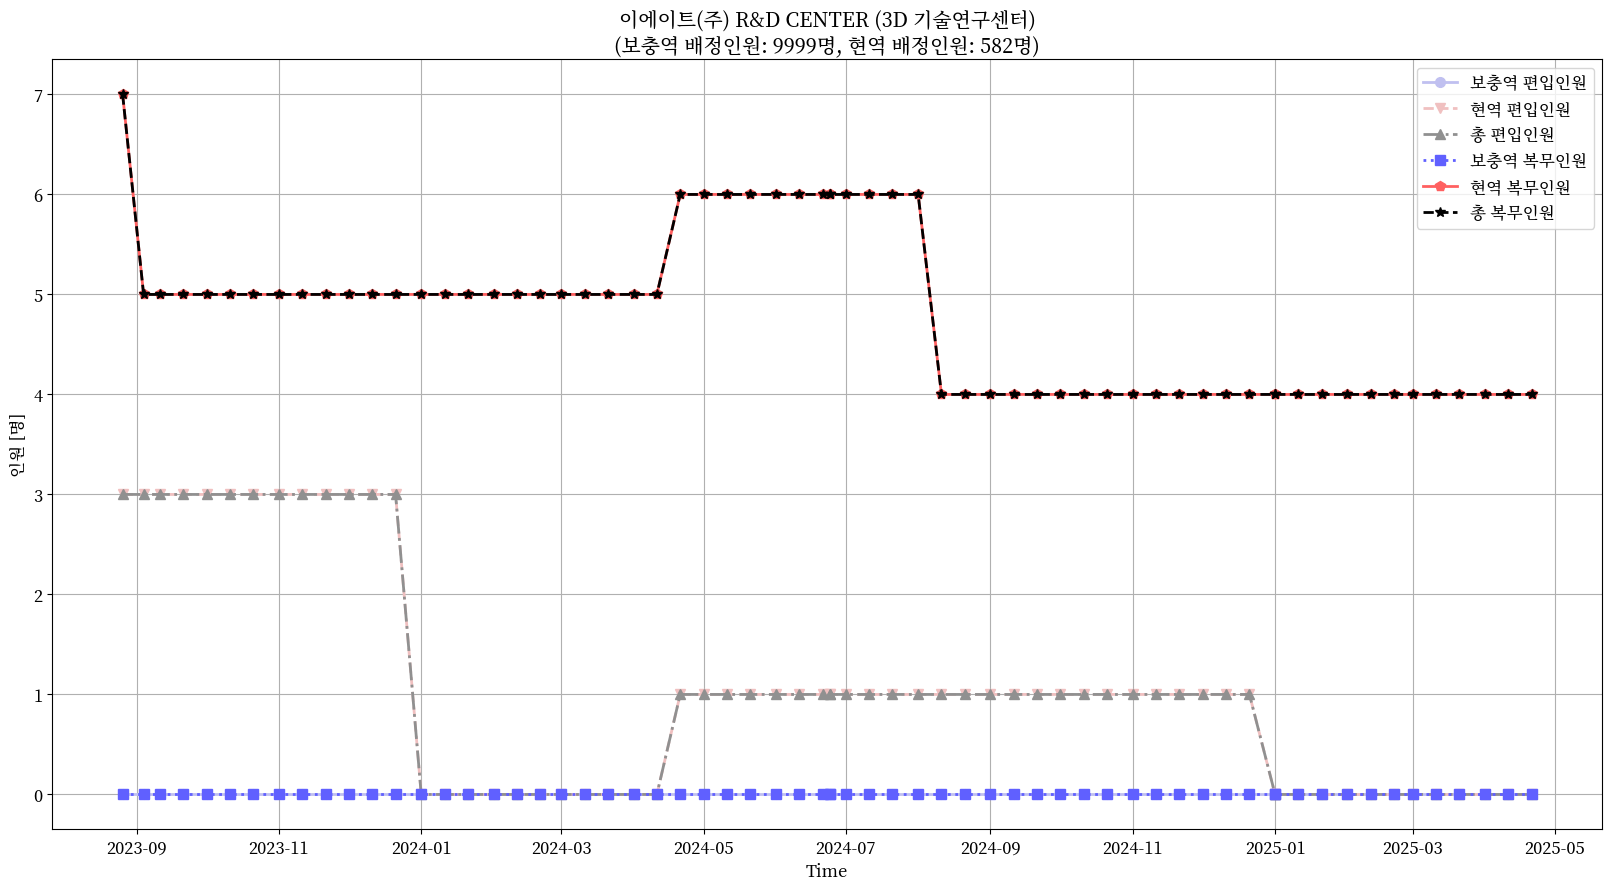 이에이트(주) R&D CENTER (3D 기술연구센터)
(보충역 배정인원: 9999명, 현역 배정인원: 582명)
보충역 편입인원
현역 편입인원
총 편입인원
보충역 복무인원
현역 복무인원
총 복무인원
인원 [명]
7
6
5
4
3
2
1
0
2023-09 2023-11 2024-01 2024-03 2024-05 2024-07 2024-09 2024-11 2025-01 2025-03 2025-05
Time